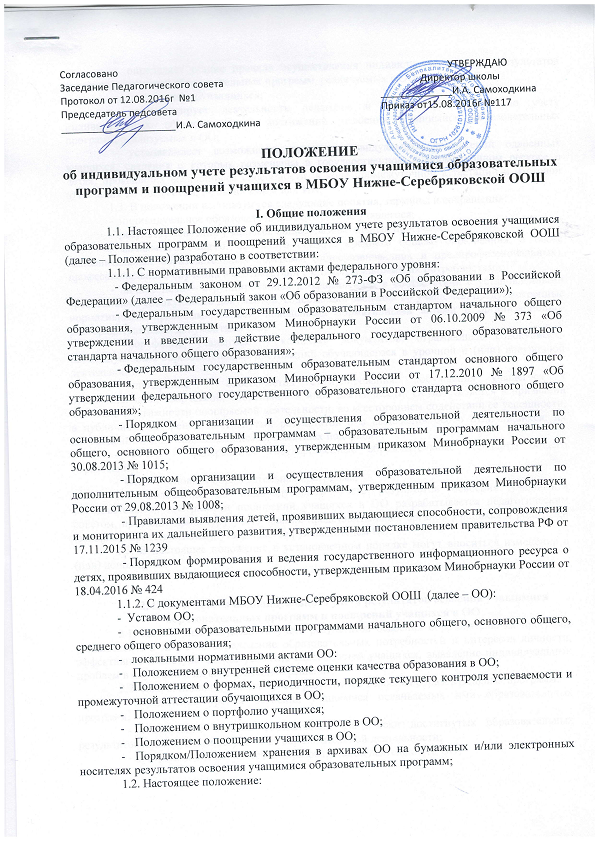 Согласовано
Заседание Педагогического совета
Протокол от 12.08.2016г №1
Председатель педсовета
И.А. Самоходкина
УТВЕРЖДАЮ
Директор школы
И.А. Самоходкина
Приказ от15.08.2016г №117
ПОЛОЖЕНИЕ
об индивидуальном учете результатов освоения учащимися образовательных
программ и поощрений учащихся в МБОУ Нижне-Серебряковской ООШ
I. Общие положения
1.1. Настоящее Положение об индивидуальном учете результатов освоения учащимися
образовательных программ и поощрений учащихся в МБОУ Нижне-Серебряковской ООШ
(далее – Положение) разработано в соответствии:
1.1.1. С нормативными правовыми актами федерального уровня:
- Федеральным законом от 29.12.2012 № 273-ФЗ «Об образовании в Российской
Федерации» (далее – Федеральный закон «Об образовании в Российской Федерации»);
- Федеральным государственным образовательным стандартом начального общего
образования, утвержденным приказом Минобрнауки России от 06.10.2009 № 373 «Об
утверждении и введении в действие федерального государственного образовательного
стандарта начального общего образования»;
- Федеральным государственным образовательным стандартом основного общего
образования, утвержденным приказом Минобрнауки России от 17.12.2010 № 1897 «Об
утверждении федерального государственного образовательного стандарта основного общего
образования»;
- Порядком организации и осуществления образовательной деятельности по
основным общеобразовательным программам – образовательным программам начального
общего, основного общего образования, утвержденным приказом Минобрнауки России от
30.08.2013 № 1015;
- Порядком организации и осуществления образовательной деятельности по
дополнительным общеобразовательным программам, утвержденным приказом Минобрнауки
России от 29.08.2013 № 1008;
- Правилами выявления детей, проявивших выдающиеся способности, сопровождения
и мониторинга их дальнейшего развития, утвержденными постановлением правительства РФ от
17.11.2015 № 1239
- Порядком формирования и ведения государственного информационного ресурса о
детях, проявивших выдающиеся способности, утвержденным приказом Минобрнауки России от
18.04.2016 № 424
1.1.2. С документами МБОУ Нижне-Серебряковской ООШ (далее – ОО):
- Уставом ОО;
- основными образовательными программами начального общего, основного общего,
среднего общего образования;
- локальными нормативными актами ОО:
- Положением о внутренней системе оценки качества образования в ОО;
- Положением о формах, периодичности, порядке текущего контроля успеваемости и
промежуточной аттестации обучающихся в ОО;
- Положением о портфолио учащихся;
- Положением о внутришкольном контроле в ОО;
- Положением о поощрении учащихся в ОО;
- Порядком/Положением хранения в архивах ОО на бумажных и/или электронных
носителях результатов освоения учащимися образовательных программ;
1.2. Настоящее положение: